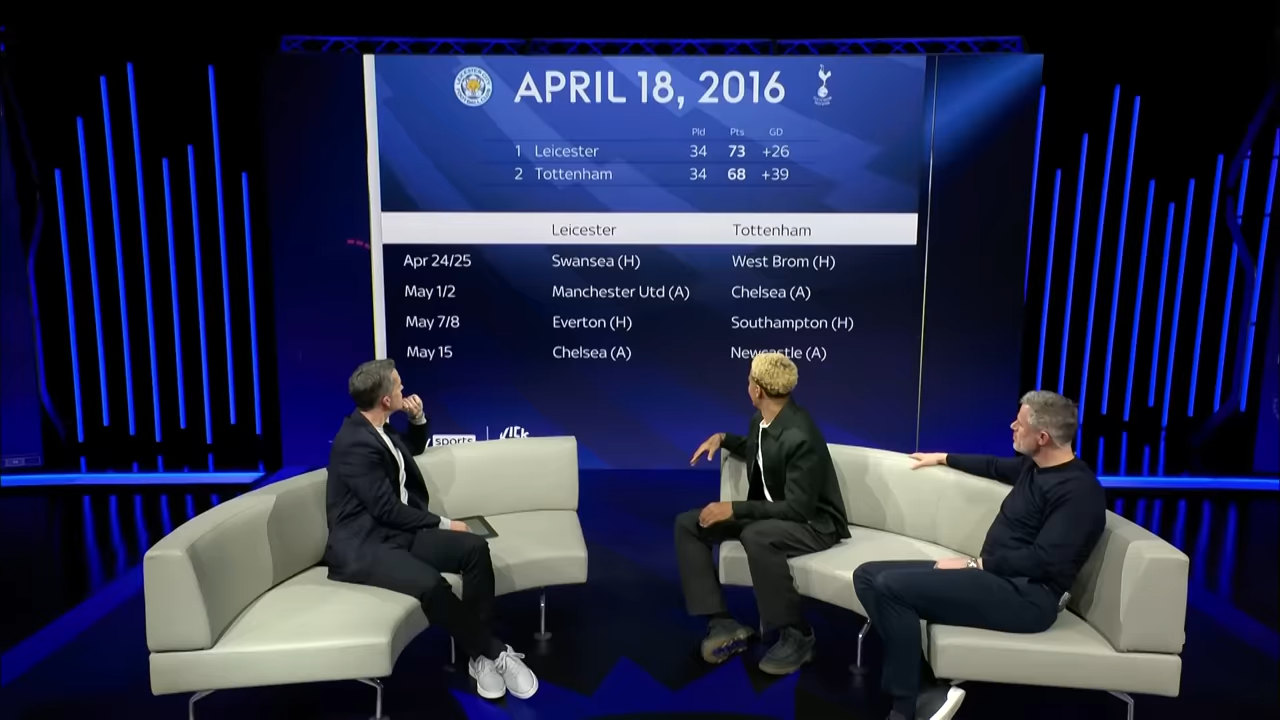 APRIL 18, 2016
Pld Pts GD
1 Leicester 34 73 +26
2 Tottenham 34 68 +39
Leicester Tottenham
Apr 24/25 Swansea (H) West Brom (H)
May 1/2 Manchester Utd (A) Chelsea (A)
May 7/8 Everton (H) Southampton (H)
May 15 Chelsea (A) Newcastle (A)
sports KICK